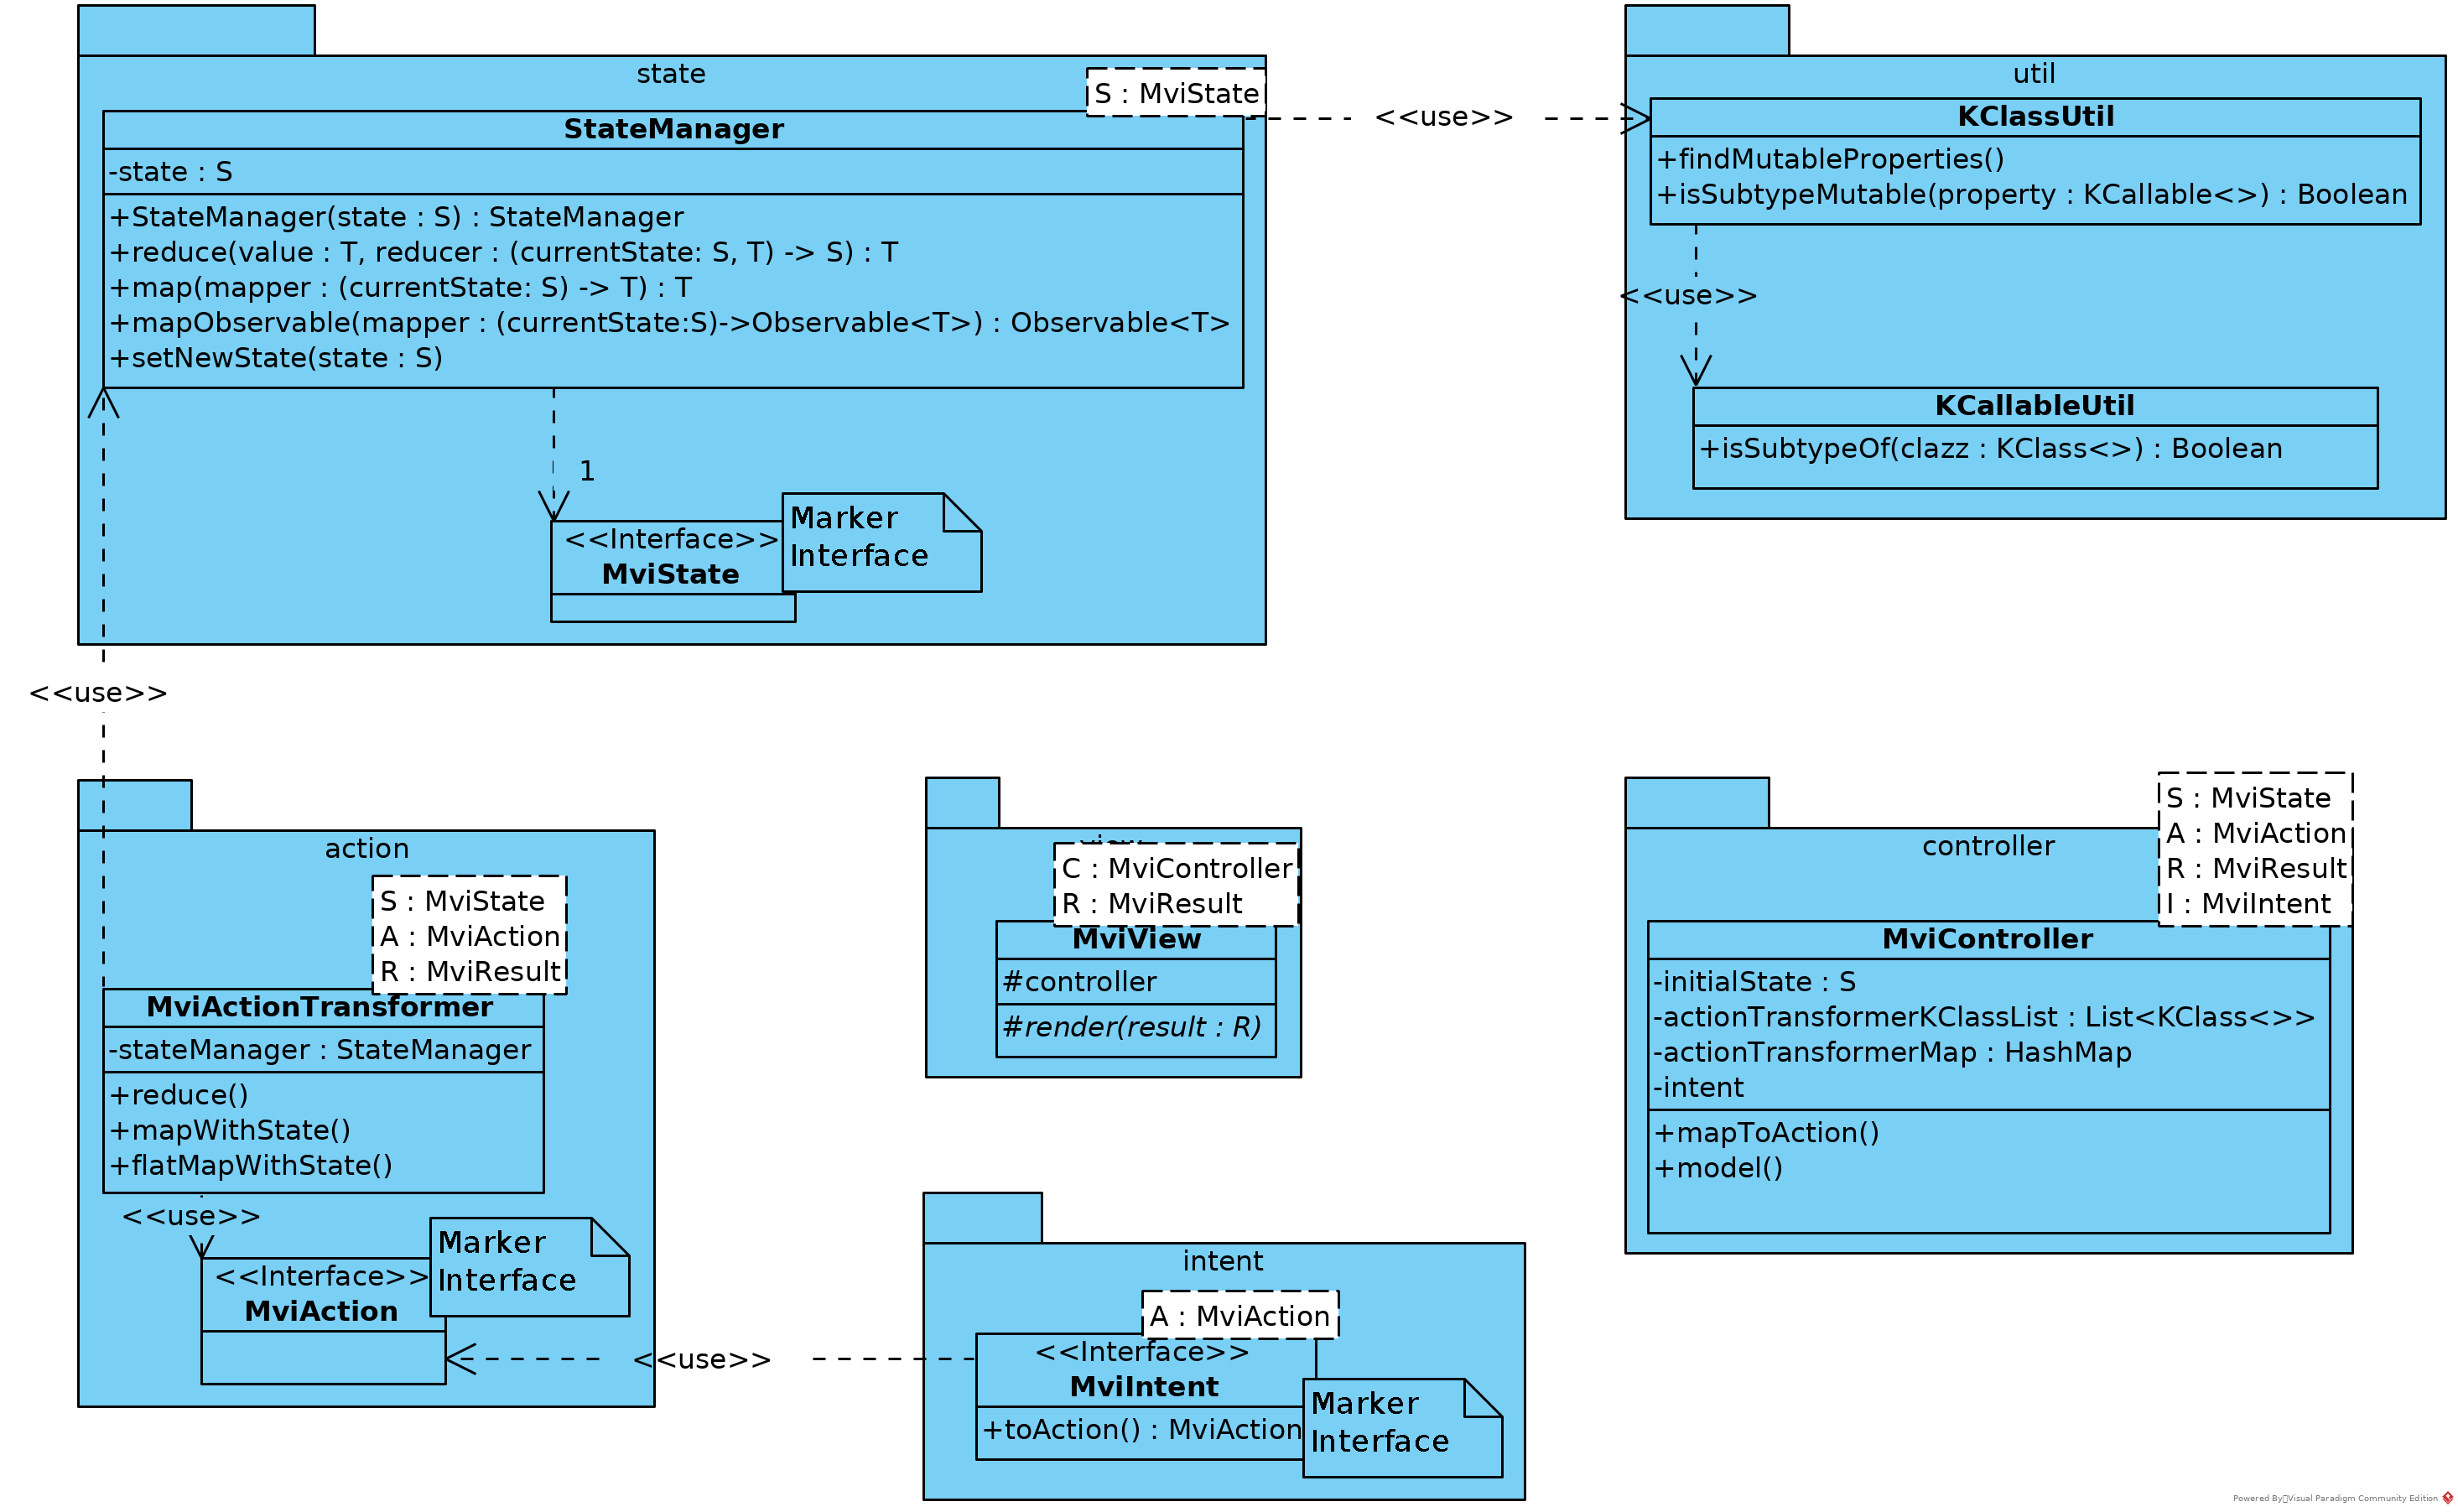 state
S : MviState
StateManager
-state : S
+StateManager(state : S) : StateManager
+reduce(value : T, reducer : (currentState: S, T) -> S) : T
+map(mapper : (currentState: S) -> T) : T
+mapObservable(mapper : (currentState:S)->Observable<T>) : Observable<T>
+setNewState(state : S)
1
<<Interface>>
MviState
Marker
Interface
<<use>>
util
KClassUtil
+findMutableProperties()
+isSubtypeMutable(property : KCallable<>) : Boolean
<<use>>
KCallableUtil
+isSubtypeOf(clazz : KClass<>) : Boolean
<<use>>
action
S : MviState
A : MviAction
R : MviResult
MviActionTransformer
-stateManager : StateManager
+reduce()
+mapWithState()
+flatMapWithState()
<<use>>
<<Interface>>
MviAction
Marker
Interface
<<use>>
C : MviController
R : MviResult
MviView
#controller
#render(result : R)
intent
A : MviAction
<<Interface>>
MviIntent
+toAction() : MviAction
Marker
Interface
controller
S : MviState
A : MviAction
R : MviResult
I : MviIntent
MviController
-initialState : S
-actionTransformerKClassList : List<KClass<>>
-actionTransformerMap : HashMap
-intent
+mapToAction()
+model()
Powered By Visual Paradigm Community Edition